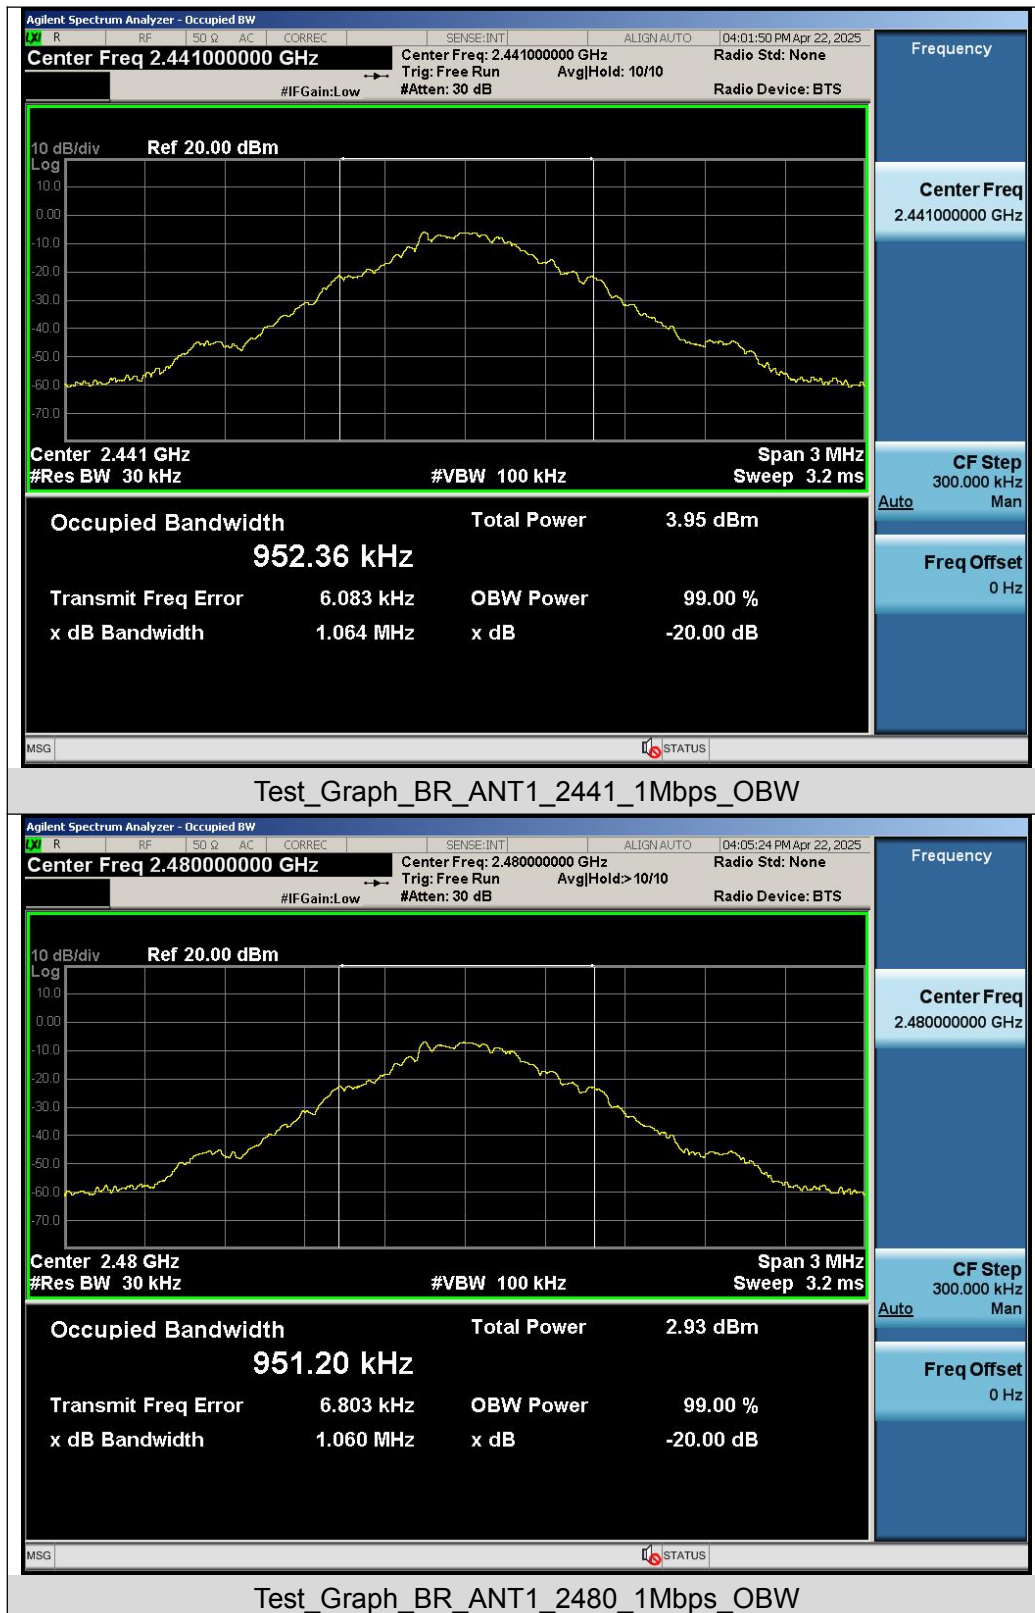 Agilent Spectrum Analyzer - Occupied BW
LXI R RF 50 Ω AC CORREC SENSE:INT ALIGN AUTO 04:01:50 PM Apr 22, 2025
Center Freq 2.441000000 GHz
Center Freq: 2.441000000 GHz
Radio Std: None
Trig: Free Run Avg|Hold: 10/10
#IFGain:Low
#Atten: 30 dB
Radio Device: BTS
Frequency
10 dB/div Ref 20.00 dBm
Log
10.0
0.00
-10.0
-20.0
-30.0
-40.0
-50.0
-60.0
-70.0
Center 2.441 GHz
Span 3 MHz
#Res BW 30 kHz
#VBW 100 kHz
Sweep 3.2 ms
Center Freq
2.441000000 GHz
CF Step
300.000 kHz
Auto Man
Freq Offset
0 Hz
Occupied Bandwidth
Total Power 3.95 dBm
952.36 kHz
Transmit Freq Error 6.083 kHz
OBW Power 99.00 %
x dB Bandwidth 1.064 MHz
x dB -20.00 dB
MSG
STATUS
Test_Graph_BR_ANT1_2441_1Mbps_OBW
Agilent Spectrum Analyzer - Occupied BW
LXI R RF 50 Ω AC CORREC SENSE:INT ALIGN AUTO 04:05:24 PM Apr 22, 2025
Center Freq 2.480000000 GHz
Center Freq: 2.480000000 GHz
Radio Std: None
Trig: Free Run Avg|Hold:>10/10
#IFGain:Low
#Atten: 30 dB
Radio Device: BTS
Frequency
10 dB/div Ref 20.00 dBm
Log
10.0
0.00
-10.0
-20.0
-30.0
-40.0
-50.0
-60.0
-70.0
Center 2.48 GHz
Span 3 MHz
#Res BW 30 kHz
#VBW 100 kHz
Sweep 3.2 ms
Center Freq
2.480000000 GHz
CF Step
300.000 kHz
Auto Man
Freq Offset
0 Hz
Occupied Bandwidth
Total Power 2.93 dBm
951.20 kHz
Transmit Freq Error 6.803 kHz
OBW Power 99.00 %
x dB Bandwidth 1.060 MHz
x dB -20.00 dB
MSG
STATUS
Test_Graph_BR_ANT1_2480_1Mbps_OBW